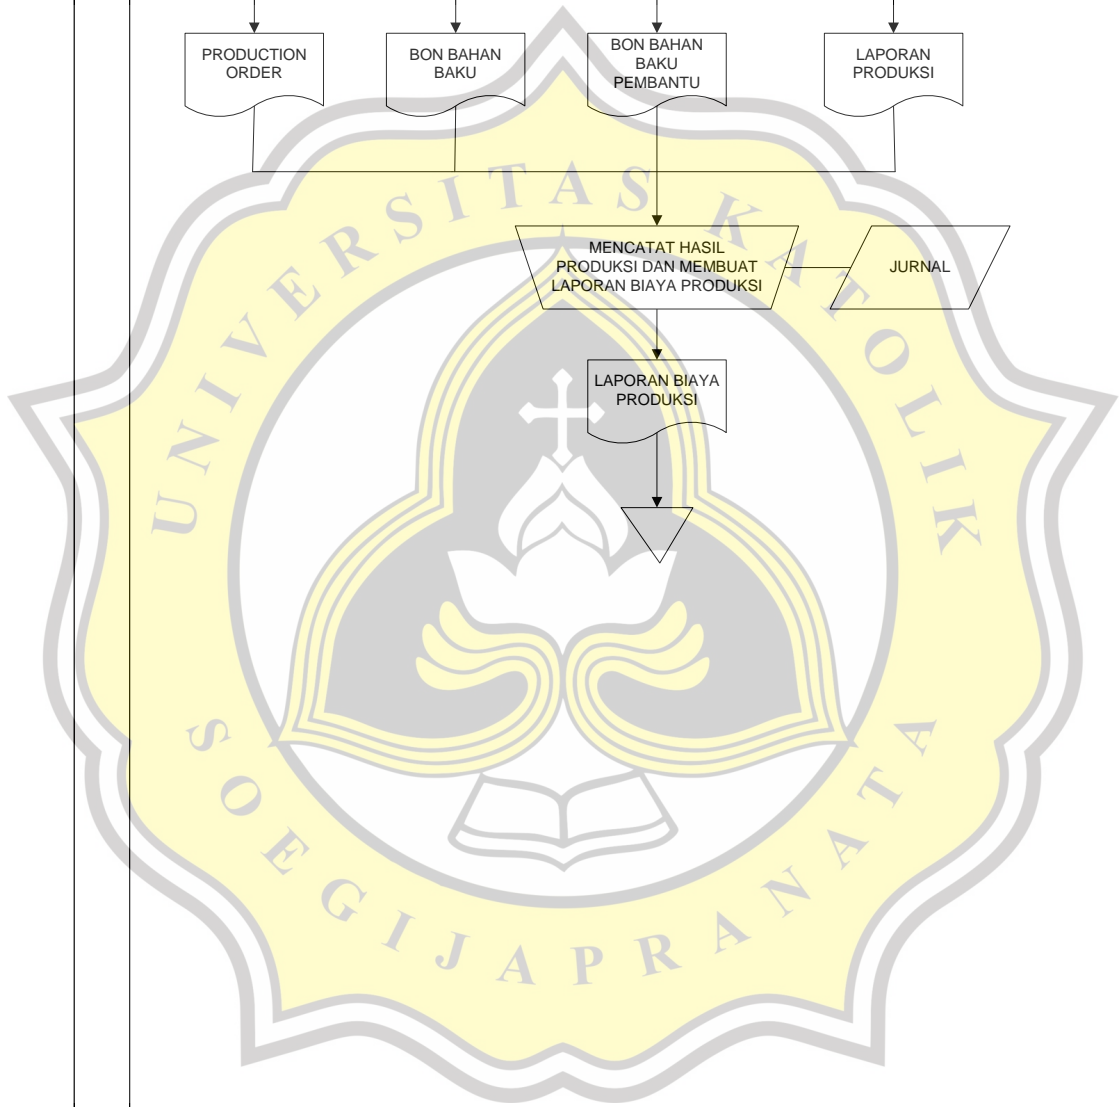 PRODUCTION
ORDER
BON BAHAN
BAKU
BON BAHAN
BAKU
PEMBANTU
LAPORAN
PRODUKSI
UNIVERSITAS KATOLIK
MENCATAT HASIL
PRODUKSI DAN MEMBUAT
LAPORAN BIAYA PRODUKSI
JURNAL
LAPORAN BIAYA
PRODUKSI
SOEGIJAPRANATA